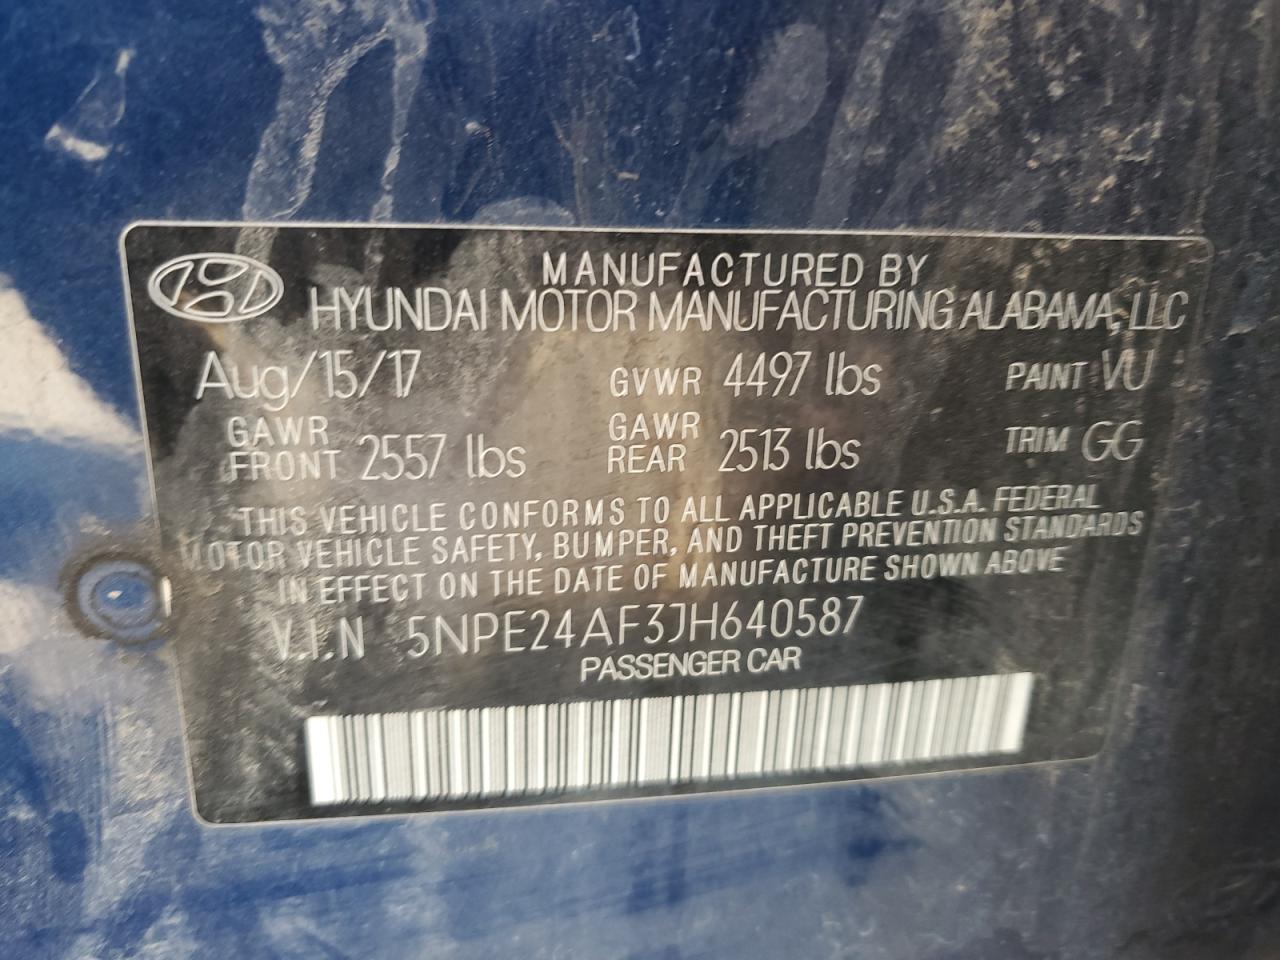 MANUFACTURED BY
HYUNDAI MOTOR MANUFACTURING ALABAMA, LLC
Aug/15/17 GVWR 4497 lbs PAINT VU
GAWR FRONT 2557 lbs GAWR REAR 2513 lbs TRIM GG
THIS VEHICLE CONFORMS TO ALL APPLICABLE U.S.A. FEDERAL
MOTOR VEHICLE SAFETY, BUMPER, AND THEFT PREVENTION STANDARDS
IN EFFECT ON THE DATE OF MANUFACTURE SHOWN ABOVE
V.I.N 5NPE24AF3JH640587
PASSENGER CAR